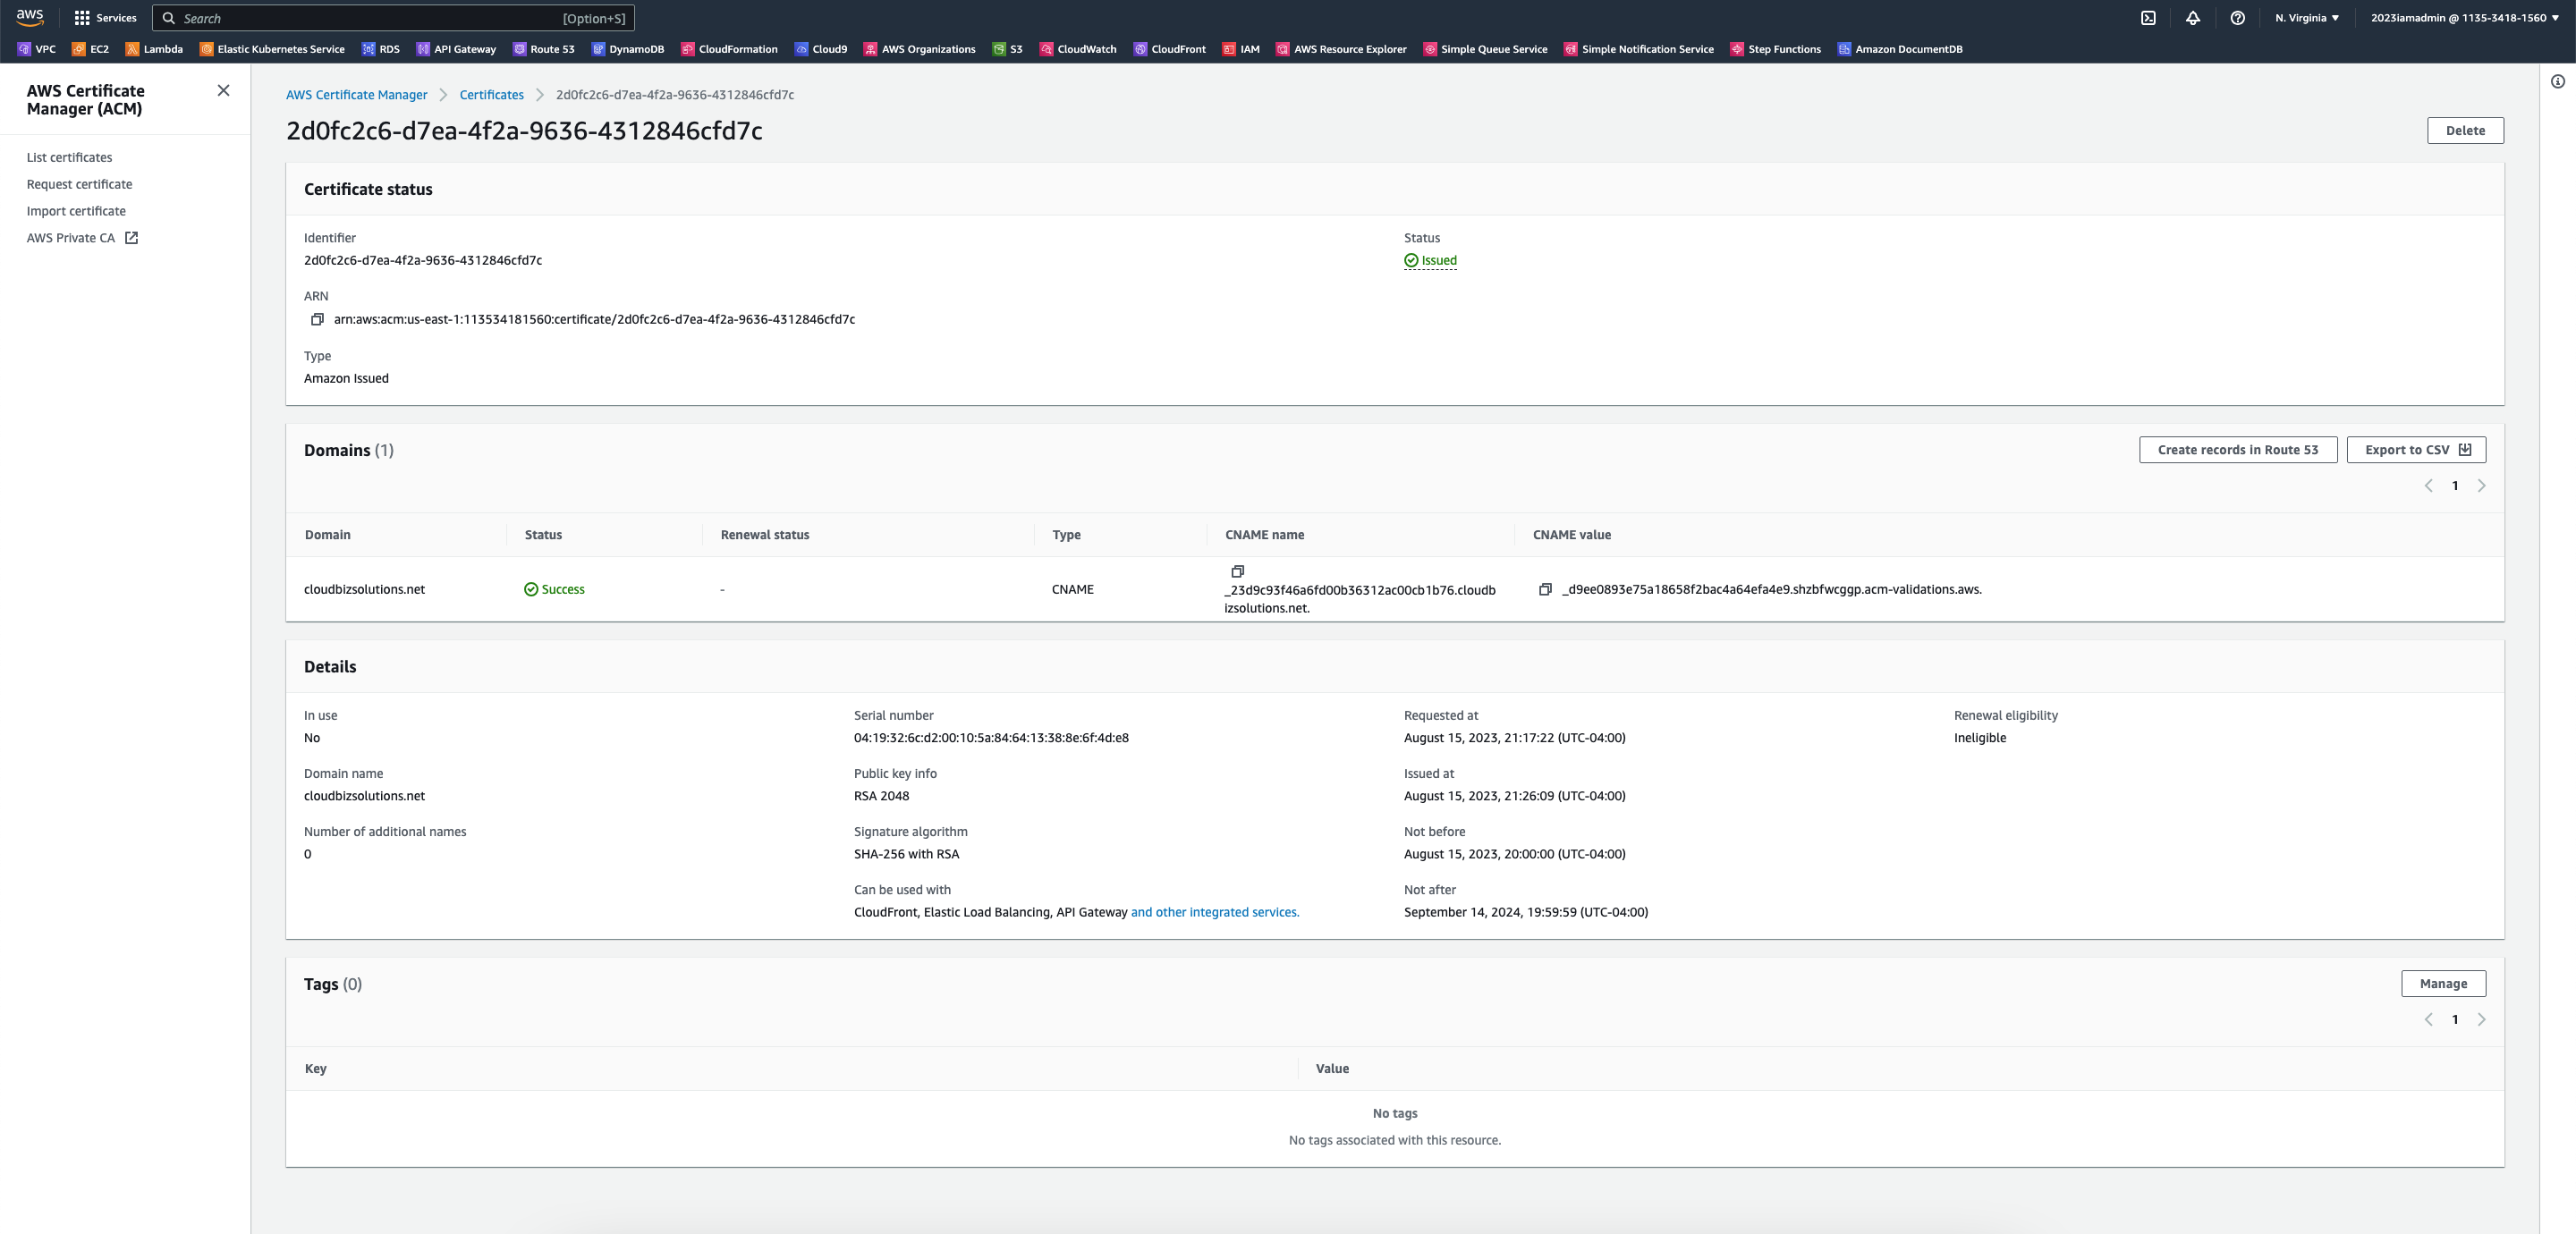 aws
Services
Search
[Option+S]
N. Virginia
2023iamadmin @ 1135-3418-1560
VPC
EC2
Lambda
Elastic Kubernetes Service
RDS
API Gateway
Route 53
DynamoDB
CloudFormation
Cloud9
AWS Organizations
S3
CloudWatch
CloudFront
IAM
AWS Resource Explorer
Simple Queue Service
Simple Notification Service
Step Functions
Amazon DocumentDB
AWS Certificate
Manager (ACM)
List certificates
Request certificate
Import certificate
AWS Private CA
AWS Certificate Manager
Certificates
2d0fc2c6-d7ea-4f2a-9636-4312846cfd7c
2d0fc2c6-d7ea-4f2a-9636-4312846cfd7c
Delete
Certificate status
Identifier
2d0fc2c6-d7ea-4f2a-9636-4312846cfd7c
Status
Issued
ARN
arn:aws:acm:us-east-1:113534181560:certificate/2d0fc2c6-d7ea-4f2a-9636-4312846cfd7c
Type
Amazon Issued
Domains (1)
Create records in Route 53
Export to CSV
1
Domain
Status
Renewal status
Type
CNAME name
CNAME value
cloudbizsolutions.net
Success
-
CNAME
_23d9c93f46a6fd00b36312ac00cb1b76.cloudb
izsolutions.net.
_d9ee0893e75a18658f2bac4a64efa4e9.shzbfwcggp.acm-validations.aws.
Details
In use
No
Serial number
04:19:32:6c:d2:00:10:5a:84:64:13:38:8e:6f:4d:e8
Requested at
August 15, 2023, 21:17:22 (UTC-04:00)
Renewal eligibility
Ineligible
Domain name
cloudbizsolutions.net
Public key info
RSA 2048
Issued at
August 15, 2023, 21:26:09 (UTC-04:00)
Number of additional names
0
Signature algorithm
SHA-256 with RSA
Not before
August 15, 2023, 20:00:00 (UTC-04:00)
Can be used with
CloudFront, Elastic Load Balancing, API Gateway and other integrated services.
Not after
September 14, 2024, 19:59:59 (UTC-04:00)
Tags (0)
Manage
1
Key
Value
No tags
No tags associated with this resource.